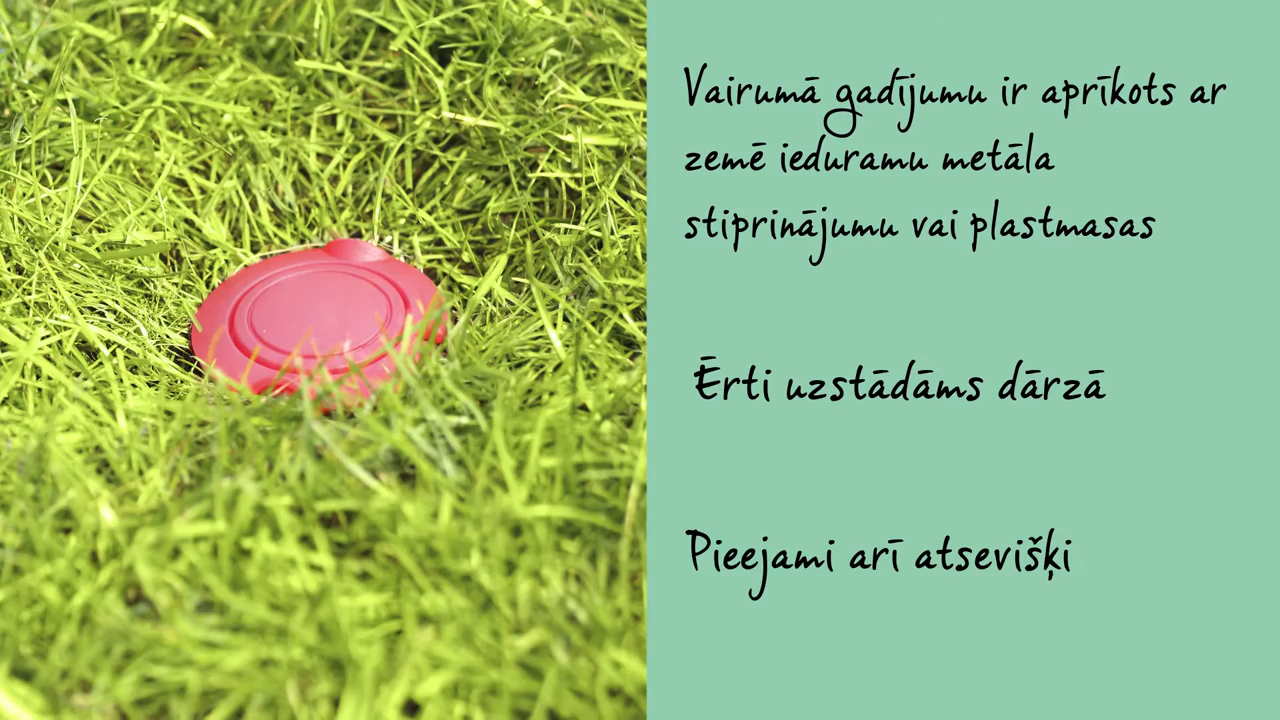 Vairumā gadījumu ir aprīkots ar
zemē ieduramu metāla
stiprinājumu vai plastmasas
Ērti uzstādāms dārzā
Pieejami arī atsevišķi